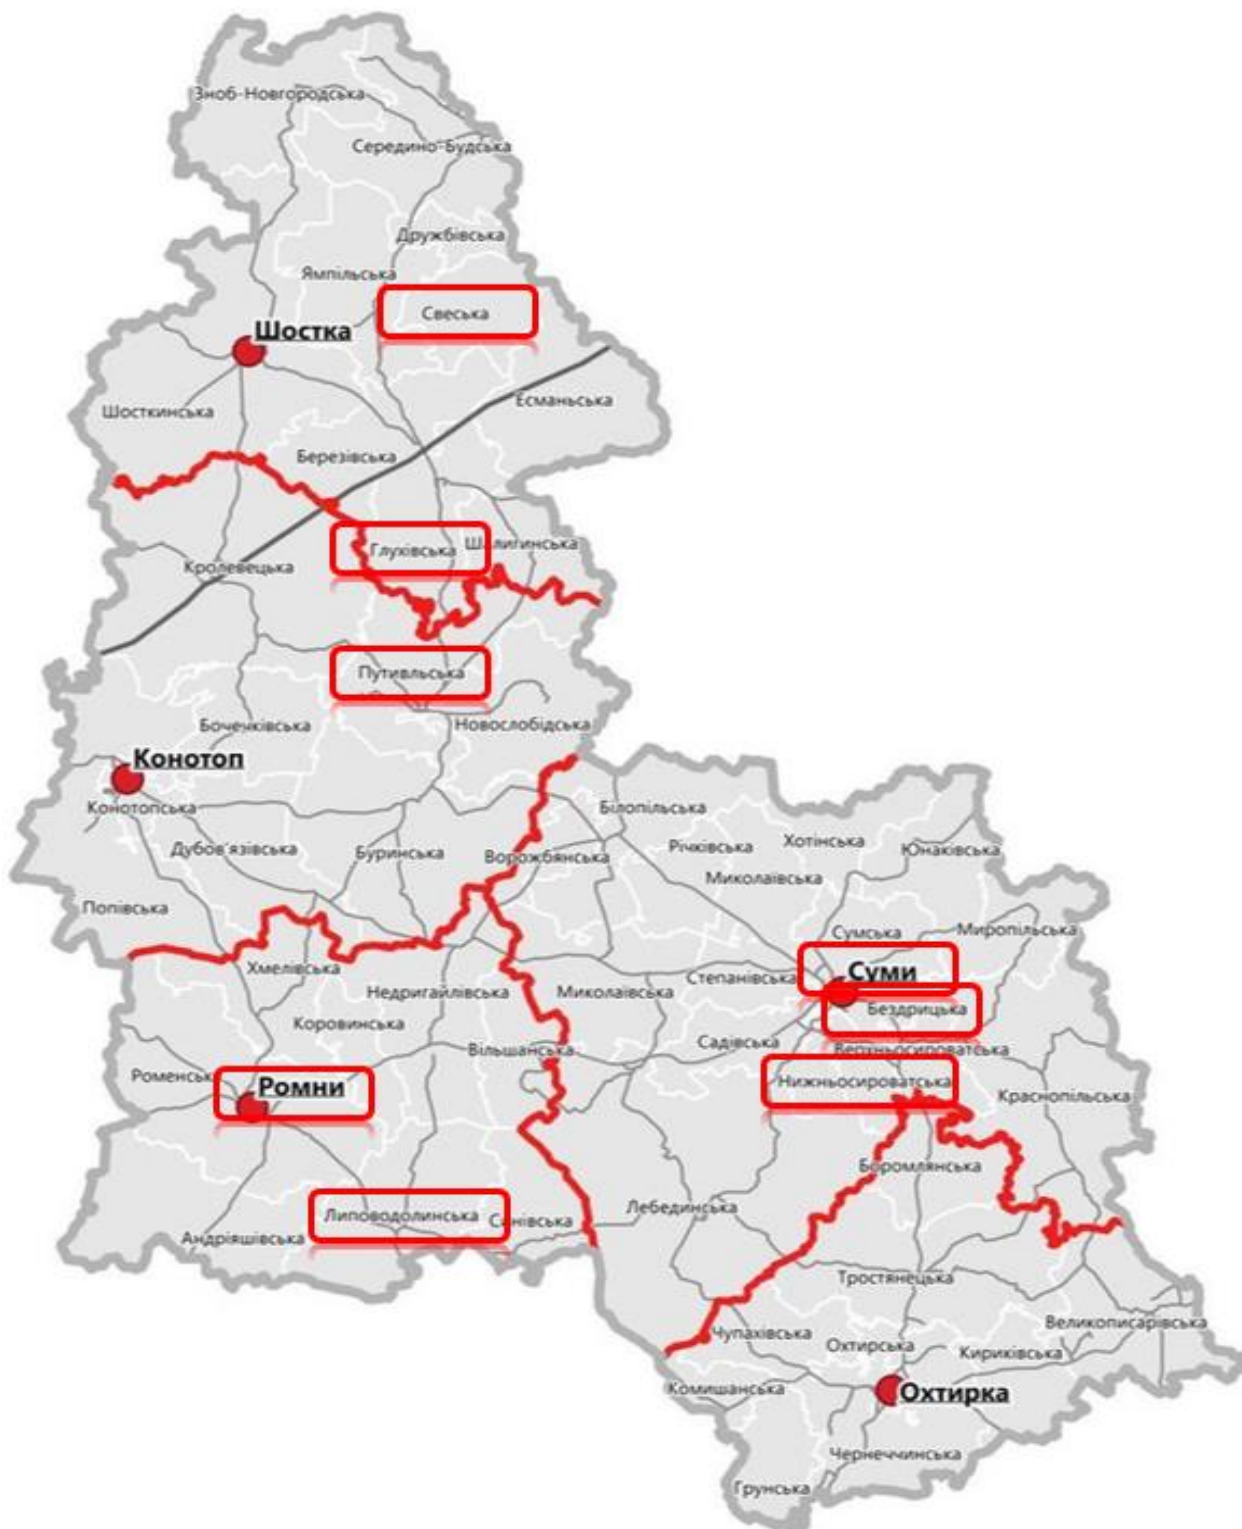 Зноб-Новгородська
Середино-Будська
Дружбівська
Ямпільська
Свеська
Шостка
Есманьська
Шосткинська
Березівська
Глухівська
Шалигинська
Кролевецька
Путивльська
Новослобідська
Бочечківська
Конотоп
Конотопська
Білопільська
Дубов'язівська
Буринська
Ворожбянська
Річківська
Хотінська
Юнаківська
Миколаївська
Попівська
Сумська
Миропільська
Хмелівська
Недригайлівська
Миколаївська
Степанівська
Суми
Бездрицька
Коровинська
Вільшанська
Садівська
Верхньосироватська
Роменська
Ромни
Нижньосироватська
Краснопільська
Боромлянська
Липоводолинська
Синівська
Лебединська
Андріяшівська
Тростянецька
Чупахівська
Охтирська
Кириківська
Великописарівська
Комишанська
Охтирка
Чернеччинська
Грунська